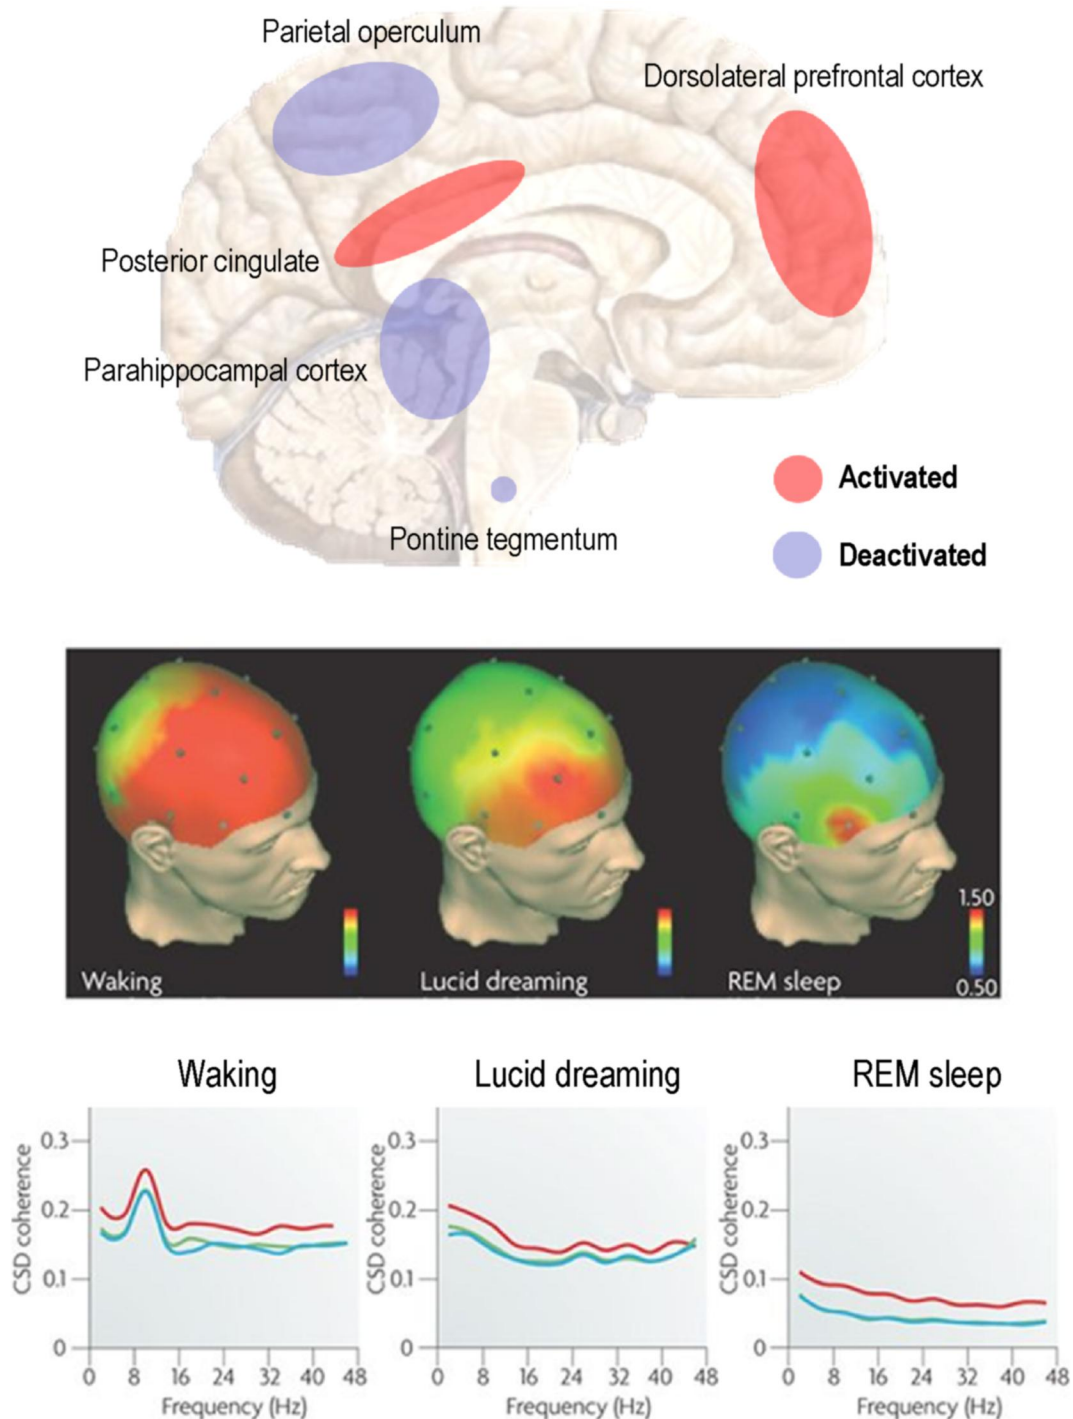 Parietal operculum
Dorsolateral prefrontal cortex
Posterior cingulate
Parahippocampal cortex
Activated
Pontine tegmentum
Deactivated
1.50
Waking
Lucid dreaming
REM sleep
0.50
Waking
Lucid dreaming
REM sleep
CSD coherence
0.3
0.2
0.1
0
0 8 16 24 32 40 48
Frequency (Hz)
CSD coherence
0.3
0.2
0.1
0
0 8 16 24 32 40 48
Frequency (Hz)
CSD coherence
0.3
0.2
0.1
0
0 8 16 24 32 40 48
Frequency (Hz)